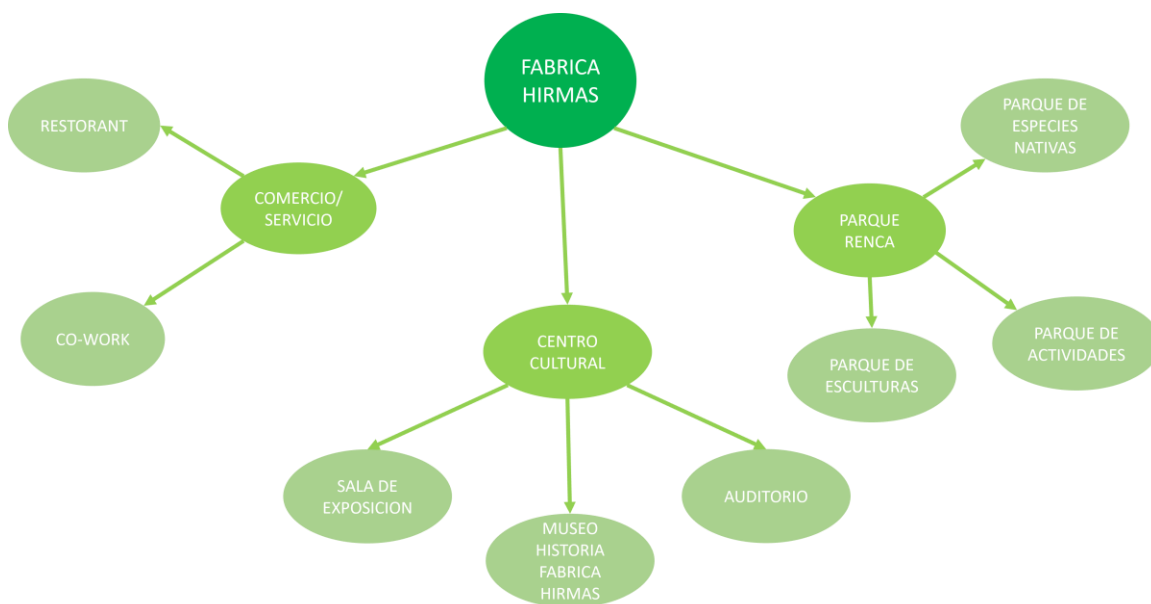 FABRICA
HIRMAS
RESTORANT
PARQUE DE
ESPECIES
NATIVAS
COMERCIO/
SERVICIO
PARQUE
RENCA
CO-WORK
CENTRO
CULTURAL
PARQUE DE
ESCULTURAS
PARQUE DE
ACTIVIDADES
SALA DE
EXPOSICION
MUSEO
HISTORIA
FABRICA
HIRMAS
AUDITORIO